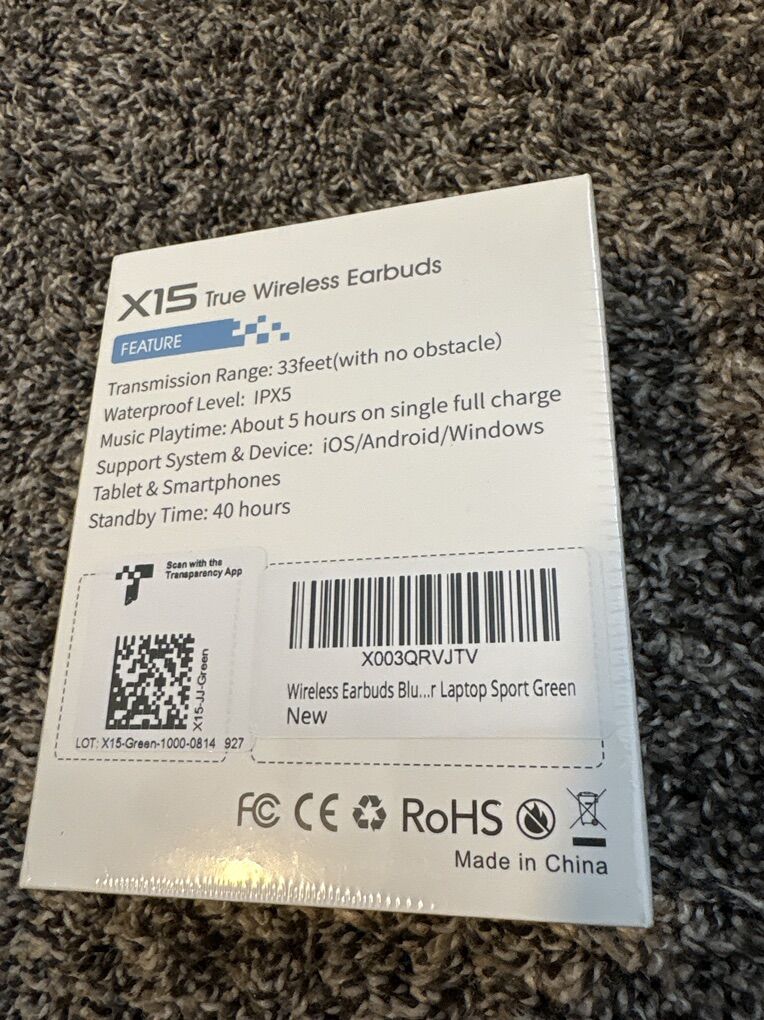 X15 True Wireless Earbuds
FEATURE
Transmission Range: 33feet(with no obstacle)
Waterproof Level: IPX5
Music Playtime: About 5 hours on single full charge
Support System & Device: iOS/Android/Windows
Tablet & Smartphones
Standby Time: 40 hours
Scan with the
Transparency App
X15-JJ-Green
LOT: X15-Green-1000-0814 927
X003QRVJTV
Wireless Earbuds Blu...r Laptop Sport Green
New
FC CE RoHS
Made in China